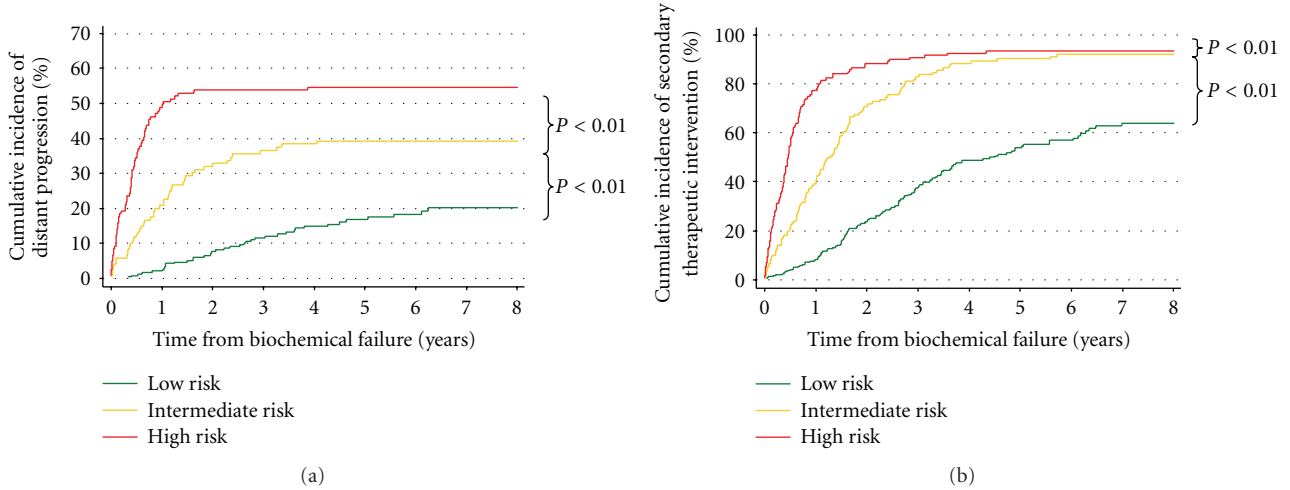 Cumulative incidence of
distant progression (%)
70
60
50
40
30
20
10
0
0 1 2 3 4 5 6 7 8
Time from biochemical failure (years)
P < 0.01
P < 0.01
Low risk
Intermediate risk
High risk
(a)
Cumulative incidence of secondary
therapeutic intervention (%)
100
80
60
40
20
0
0 1 2 3 4 5 6 7 8
Time from biochemical failure (years)
P < 0.01
P < 0.01
Low risk
Intermediate risk
High risk
(b)